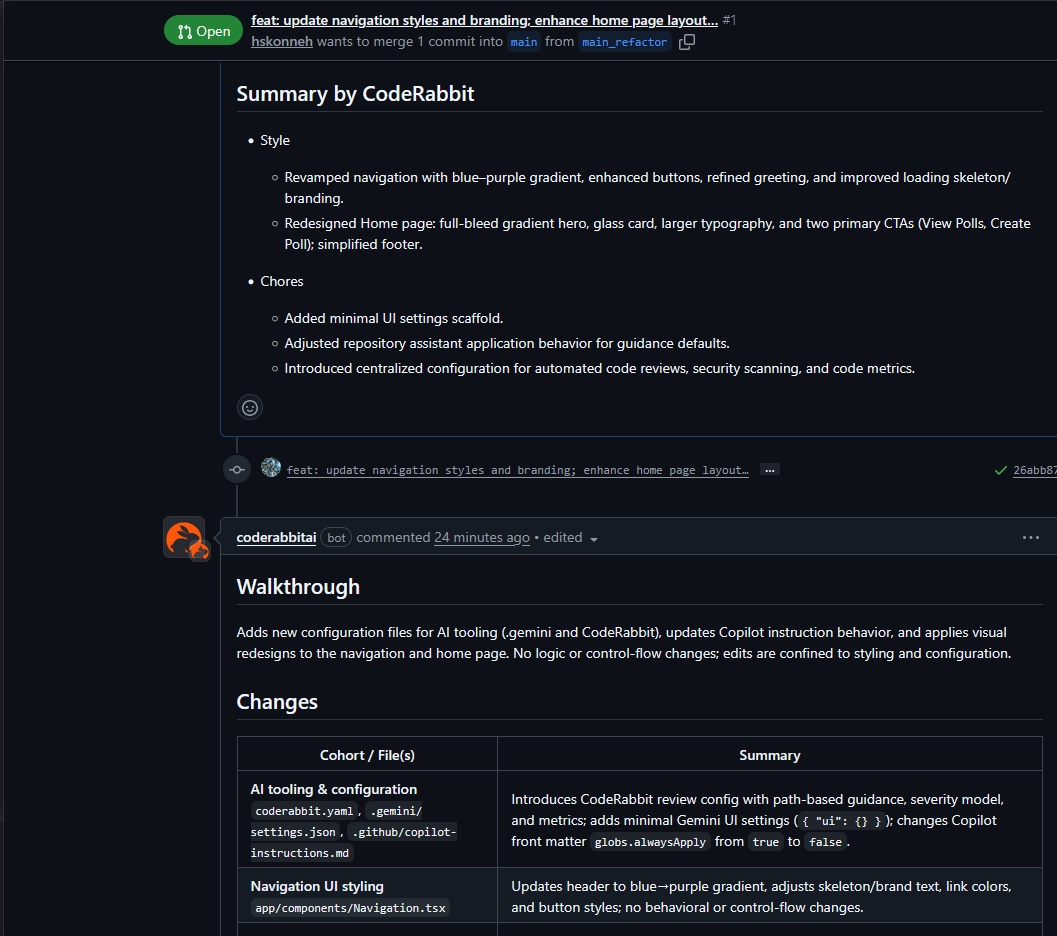 Open
feat: update navigation styles and branding; enhance home page layout... #1
hskonneh wants to merge 1 commit into main from main_refactor
Summary by CodeRabbit
• Style
Revamped navigation with blue–purple gradient, enhanced buttons, refined greeting, and improved loading skeleton/
branding.
Redesigned Home page: full-bleed gradient hero, glass card, larger typography, and two primary CTAs (View Polls, Create
Poll); simplified footer.
• Chores
Added minimal UI settings scaffold.
Adjusted repository assistant application behavior for guidance defaults.
Introduced centralized configuration for automated code reviews, security scanning, and code metrics.
feat: update navigation styles and branding; enhance home page layout… ...
26abb87
coderabbitai bot commented 24 minutes ago • edited
Walkthrough
Adds new configuration files for AI tooling (.gemini and CodeRabbit), updates Copilot instruction behavior, and applies visual
redesigns to the navigation and home page. No logic or control-flow changes; edits are confined to styling and configuration.
Changes
Cohort / File(s)
Summary
AI tooling & configuration
coderabbit.yaml, .gemini/
settings.json, .github/copilot-
instructions.md
Introduces CodeRabbit review config with path-based guidance, severity model,
and metrics; adds minimal Gemini UI settings ( { "ui": {} } ); changes Copilot
front matter globs.alwaysApply from true to false.
Navigation UI styling
app/components/Navigation.tsx
Updates header to blue→purple gradient, adjusts skeleton/brand text, link colors,
and button styles; no behavioral or control-flow changes.